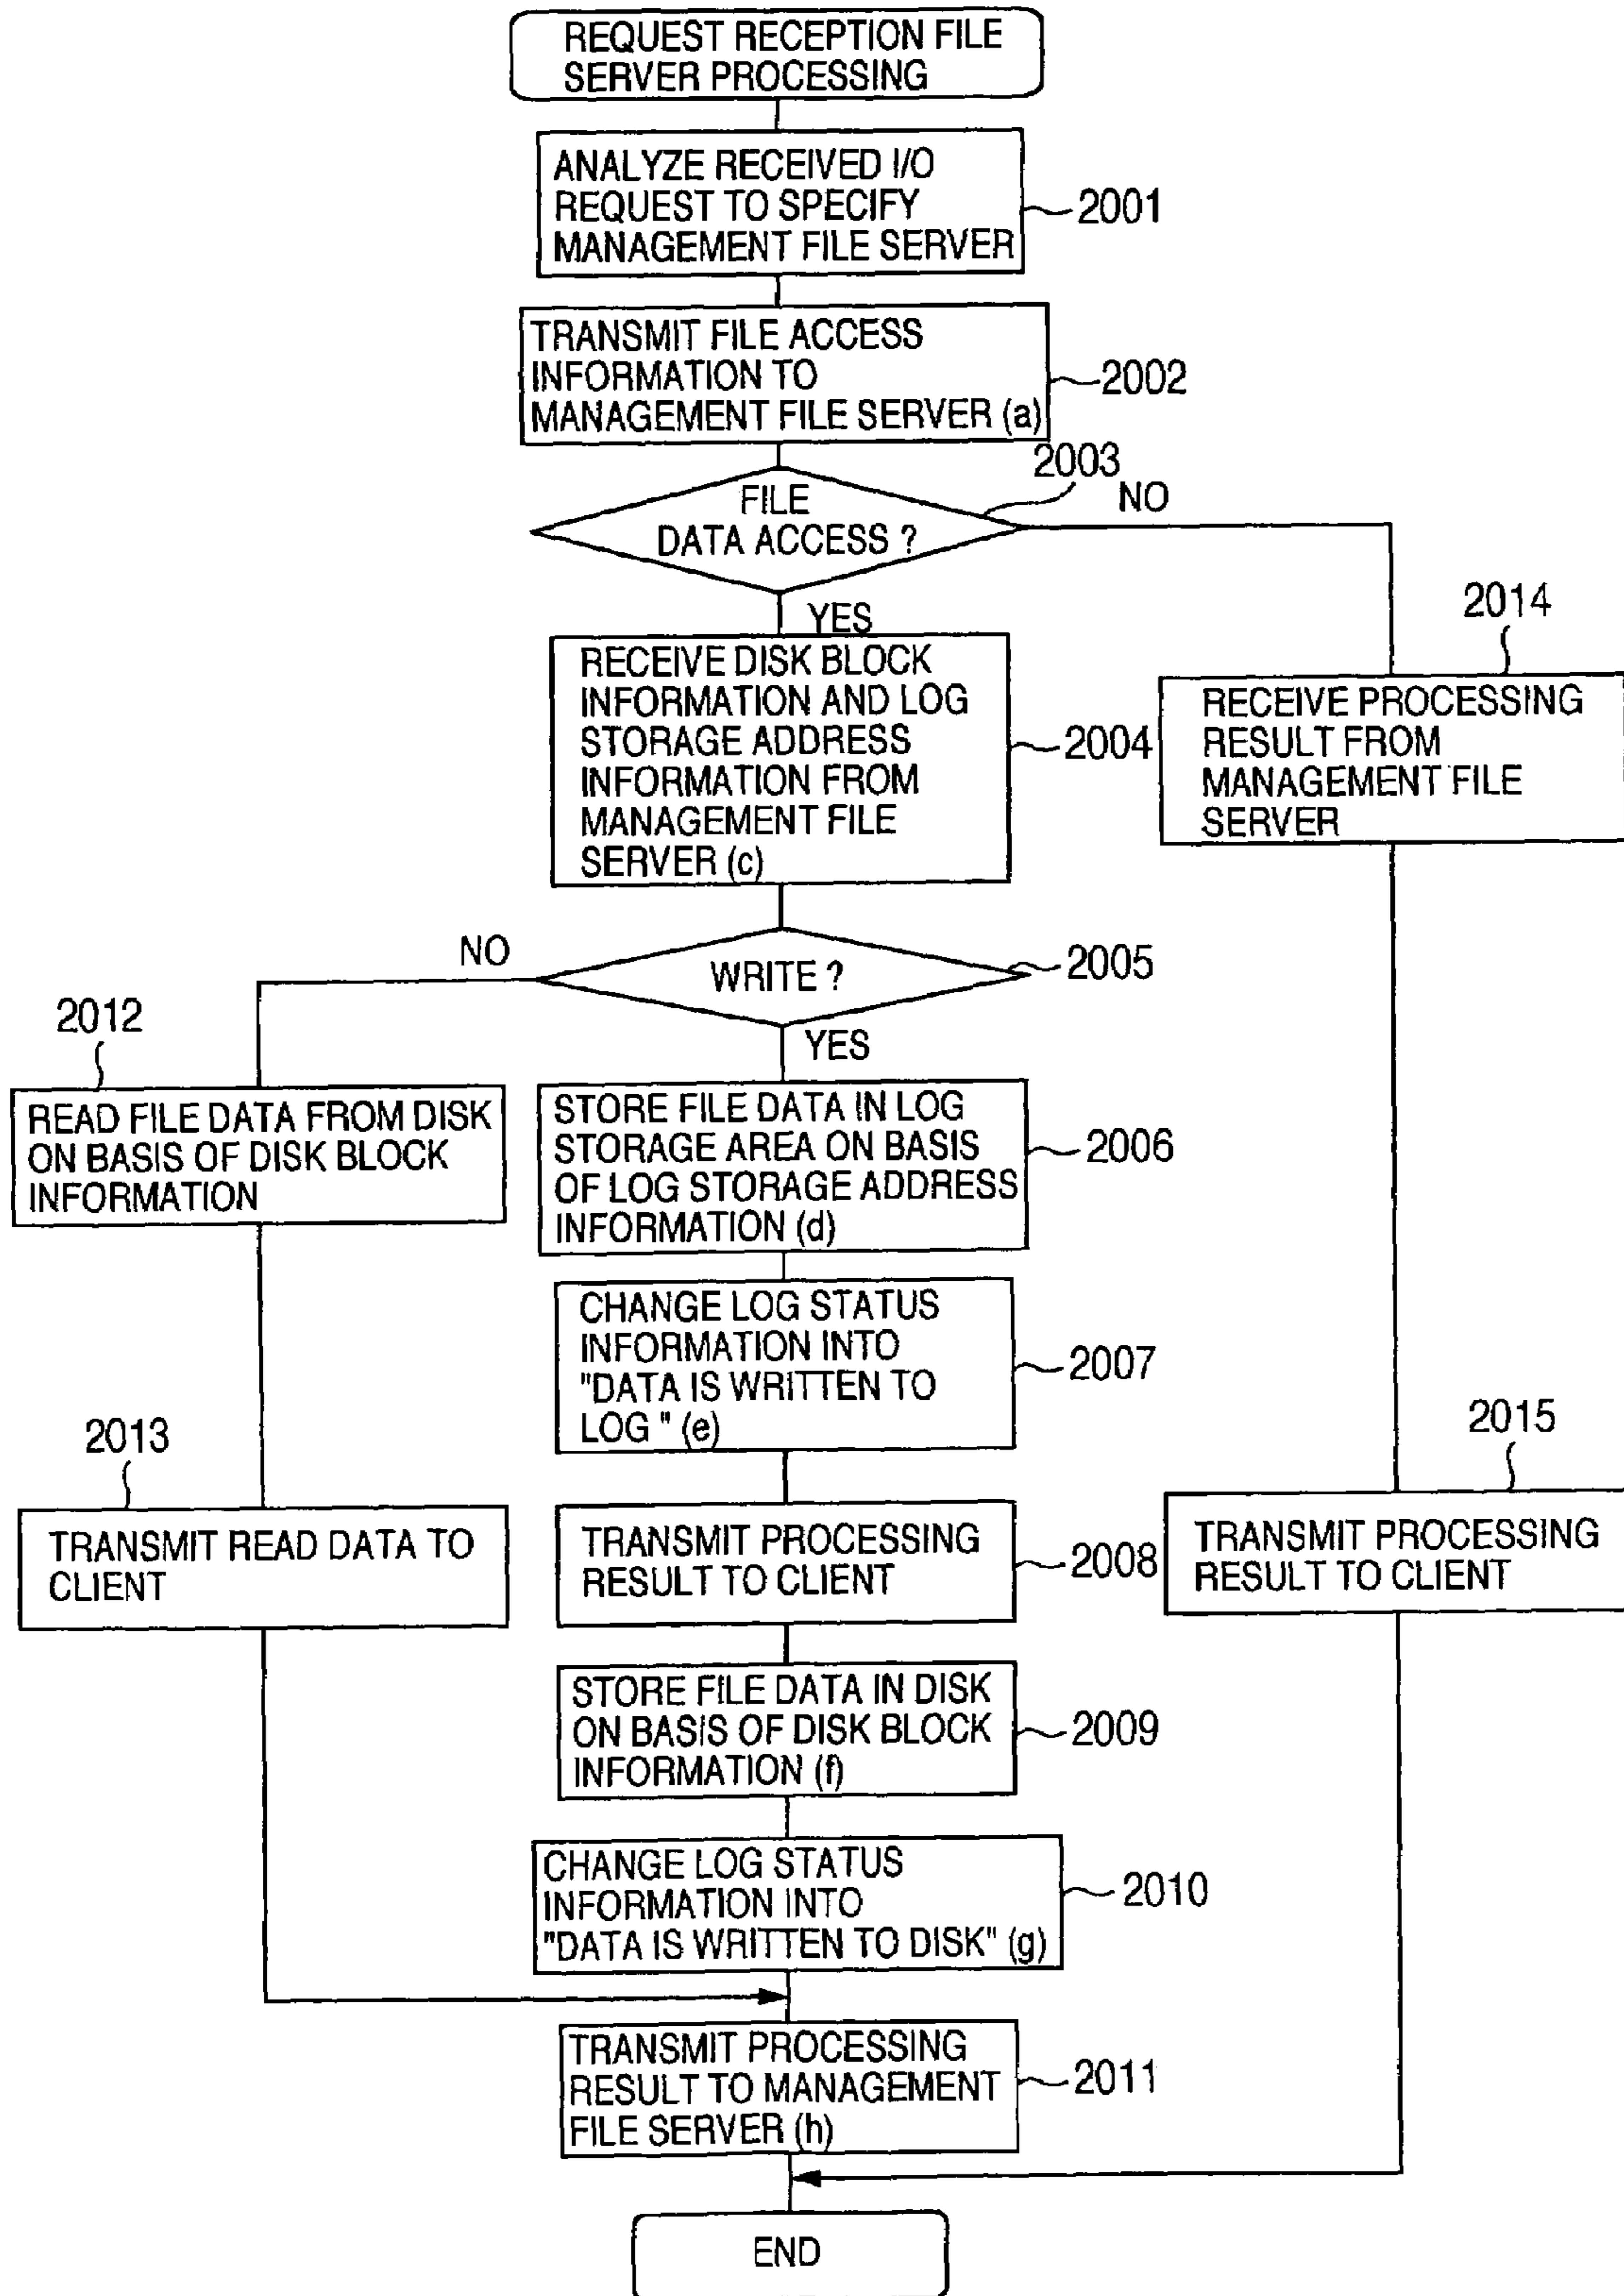 REQUEST RECEPTION FILE
SERVER PROCESSING
ANALYZE RECEIVED I/O
REQUEST TO SPECIFY
MANAGEMENT FILE SERVER
2001
TRANSMIT FILE ACCESS
INFORMATION TO
MANAGEMENT FILE SERVER (a)
2002
2003
FILE
DATA ACCESS ?
NO
YES
RECEIVE DISK BLOCK
INFORMATION AND LOG
STORAGE ADDRESS
INFORMATION FROM
MANAGEMENT FILE
SERVER (c)
2004
2014
RECEIVE PROCESSING
RESULT FROM
MANAGEMENT FILE
SERVER
NO
WRITE ?
2005
YES
2012
READ FILE DATA FROM DISK
ON BASIS OF DISK BLOCK
INFORMATION
STORE FILE DATA IN LOG
STORAGE AREA ON BASIS
OF LOG STORAGE ADDRESS
INFORMATION (d)
2006
CHANGE LOG STATUS
INFORMATION INTO
"DATA IS WRITTEN TO
LOG " (e)
2007
2013
TRANSMIT READ DATA TO
CLIENT
TRANSMIT PROCESSING
RESULT TO CLIENT
2008
2015
TRANSMIT PROCESSING
RESULT TO CLIENT
STORE FILE DATA IN DISK
ON BASIS OF DISK BLOCK
INFORMATION (f)
2009
CHANGE LOG STATUS
INFORMATION INTO
"DATA IS WRITTEN TO DISK" (g)
2010
TRANSMIT PROCESSING
RESULT TO MANAGEMENT
FILE SERVER (h)
2011
END